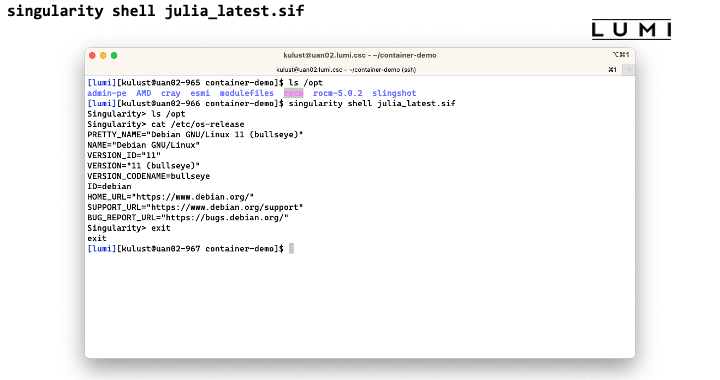 singularity shell julia_latest.sif
LUMI
kulust@uan02.lumi.csc - ~/container-demo
⌥⌘1
kulust@uan02.lumi.csc:~/container-demo (ssh)
⌘1
+
[lumi][kulust@uan02-965 container-demo]$ ls /opt
admin-pe AMD cray esmi modulefiles rocm rocm-5.0.2 slingshot
[lumi][kulust@uan02-966 container-demo]$ singularity shell julia_latest.sif
Singularity> ls /opt
Singularity> cat /etc/os-release
PRETTY_NAME="Debian GNU/Linux 11 (bullseye)"
NAME="Debian GNU/Linux"
VERSION_ID="11"
VERSION="11 (bullseye)"
VERSION_CODENAME=bullseye
ID=debian
HOME_URL="https://www.debian.org/"
SUPPORT_URL="https://www.debian.org/support"
BUG_REPORT_URL="https://bugs.debian.org/"
Singularity> exit
exit
[lumi][kulust@uan02-967 container-demo]$